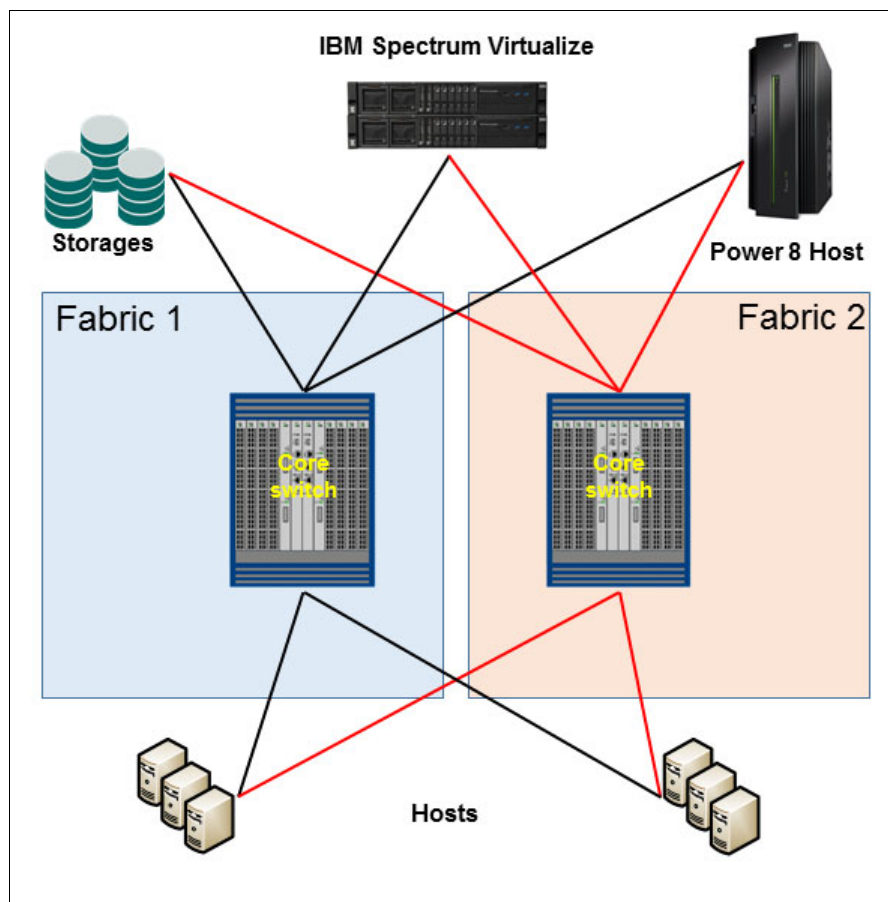 IBM Spectrum Virtualize
Storages
Power 8 Host
Fabric 1
Fabric 2
Core
switch
Core
switch
Hosts